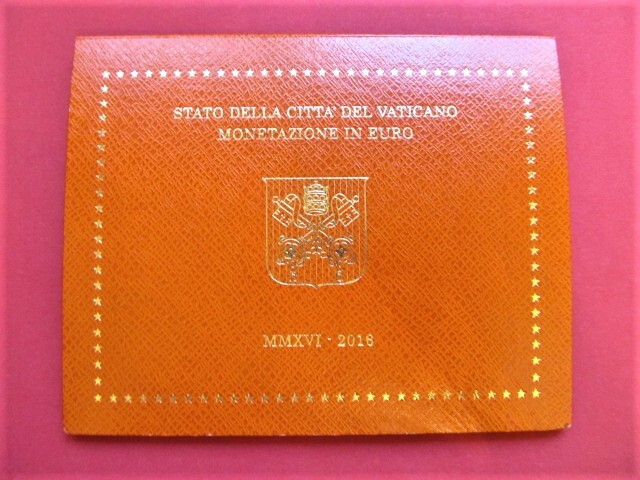 STATO DELLA CITTA' DEL VATICANO
MONETAZIONE IN EURO
MMXVI · 2016